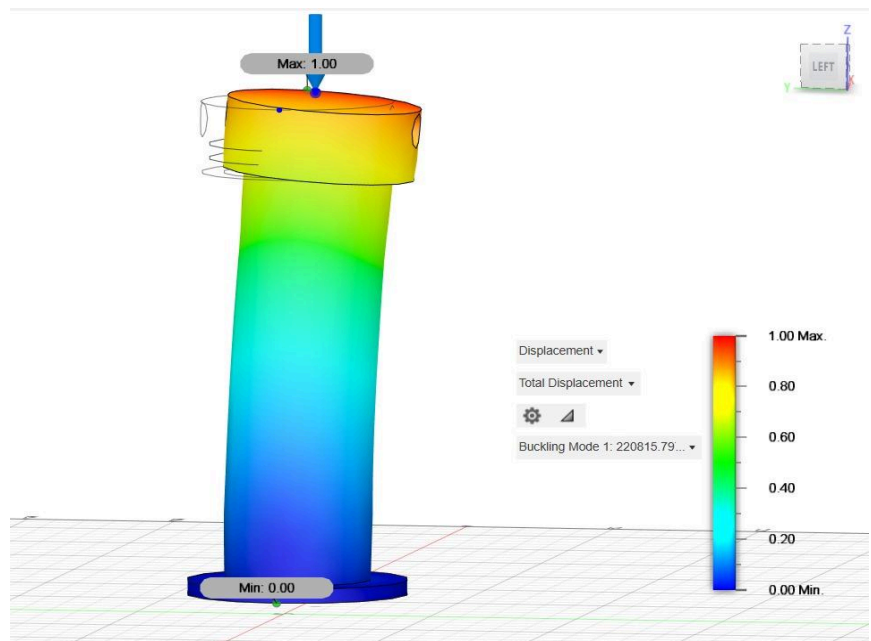 Max: 1.00
Z
LEFT
Y
X
Displacement
1.00 Max.
Total Displacement
0.80
0.60
Buckling Mode 1: 220815.79...
0.40
0.20
Min: 0.00
0.00 Min.